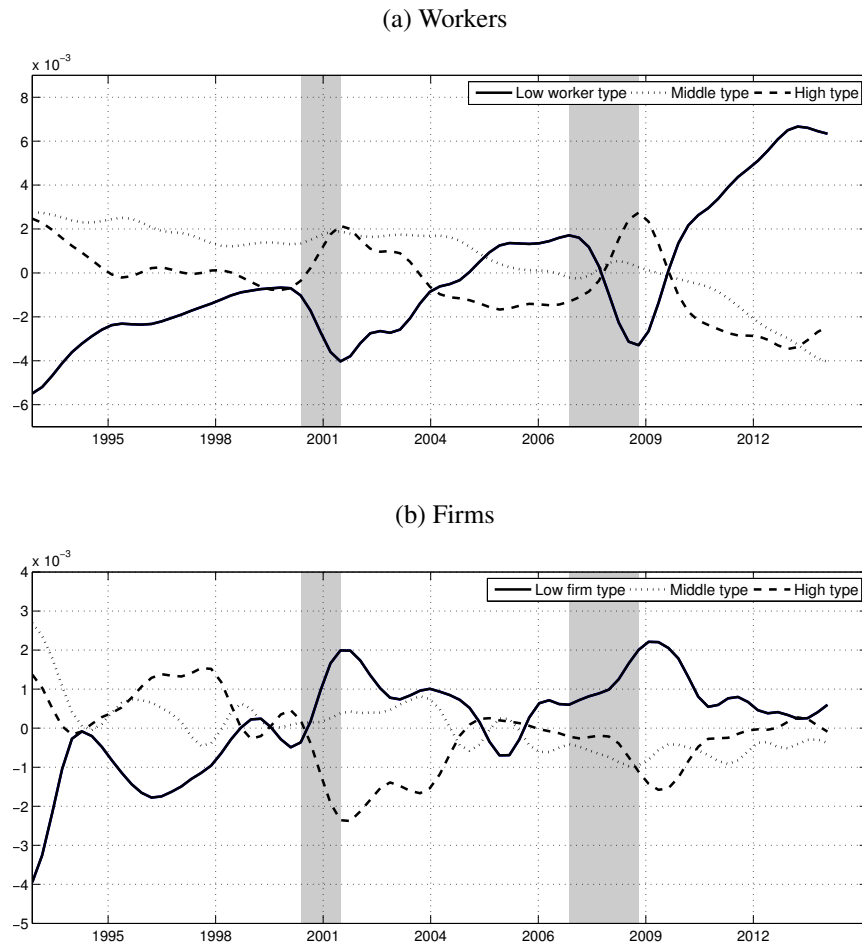 (a) Workers
x 10⁻³
Low worker type Middle type High type
8
6
4
2
0
−2
−4
−6
1995 1998 2001 2004 2006 2009 2012
(b) Firms
x 10⁻³
Low firm type Middle type High type
4
3
2
1
0
−1
−2
−3
−4
−5
1995 1998 2001 2004 2006 2009 2012